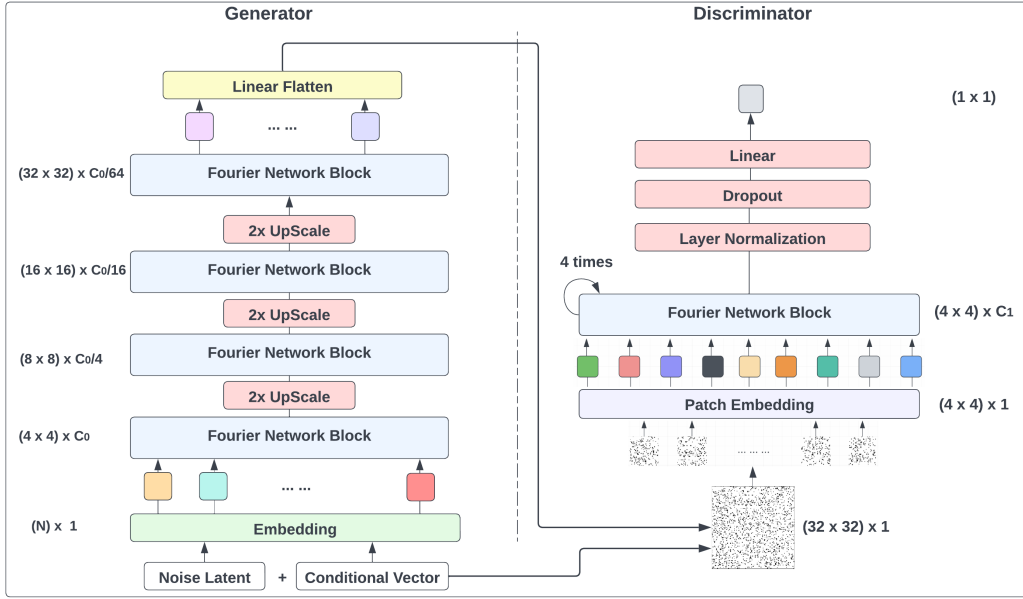 Generator
Linear Flatten
... ...
(32 x 32) x C0/64
Fourier Network Block
2x UpScale
(16 x 16) x C0/16
Fourier Network Block
2x UpScale
(8 x 8) x C0/4
Fourier Network Block
2x UpScale
(4 x 4) x C0
Fourier Network Block
... ...
(N) x 1
Embedding
Noise Latent + Conditional Vector
Discriminator
(1 x 1)
Linear
Dropout
Layer Normalization
4 times
Fourier Network Block
(4 x 4) x C1
Patch Embedding
(4 x 4) x 1
... ... ...
(32 x 32) x 1